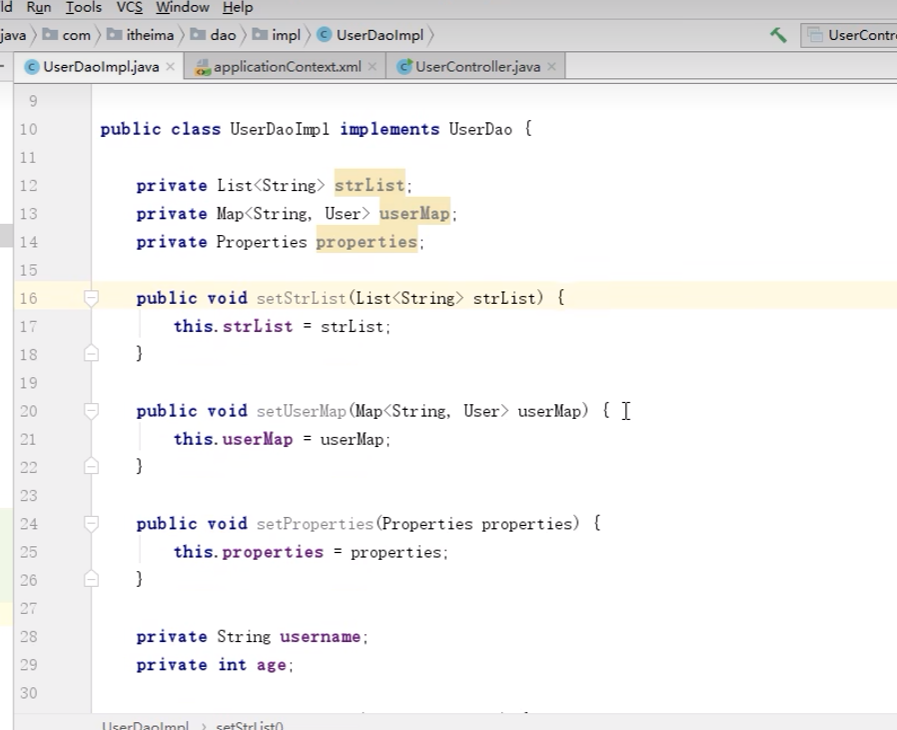 ld Run Tools VCS Window Help
java com itheima dao impl UserDaoImpl UserContr
UserDaoImpl.java applicationContext.xml UserController.java
9
10 public class UserDaoImpl implements UserDao {
11
12 private List<String> strList;
13 private Map<String, User> userMap;
14 private Properties properties;
15
16 public void setStrList(List<String> strList) {
17 this.strList = strList;
18 }
19
20 public void setUserMap(Map<String, User> userMap) {
21 this.userMap = userMap;
22 }
23
24 public void setProperties(Properties properties) {
25 this.properties = properties;
26 }
27
28 private String username;
29 private int age;
30
UserDaoImpl setStrList()